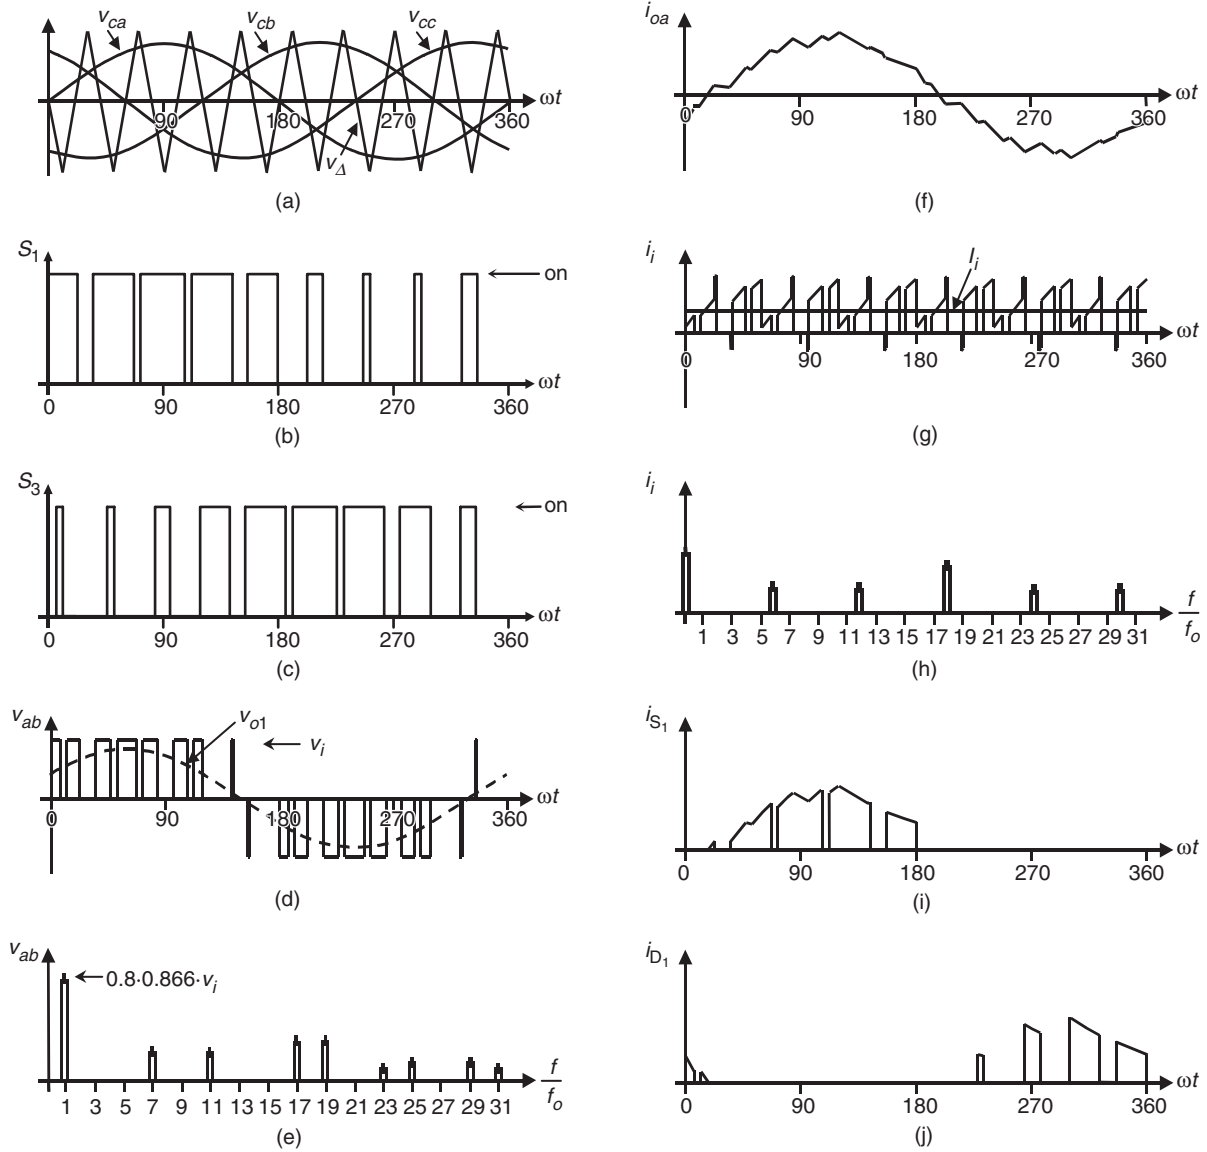 v_ca v_cb v_cc
ωt
90 180 270 360
v_Δ
(a)
S_1
on
ωt
0 90 180 270 360
(b)
S_3
on
ωt
0 90 180 270 360
(c)
v_ab
v_o1
v_i
ωt
0 90 180 270 360
(d)
v_ab
0.8·0.866·v_i
f
f_o
1 3 5 7 9 11 13 15 17 19 21 23 25 27 29 31
(e)
i_oa
ωt
0 90 180 270 360
(f)
i_i
I_i
ωt
0 90 180 270 360
(g)
i_i
f
f_o
1 3 5 7 9 11 13 15 17 19 21 23 25 27 29 31
(h)
i_S1
ωt
0 90 180 270 360
(i)
i_D1
ωt
0 90 180 270 360
(j)